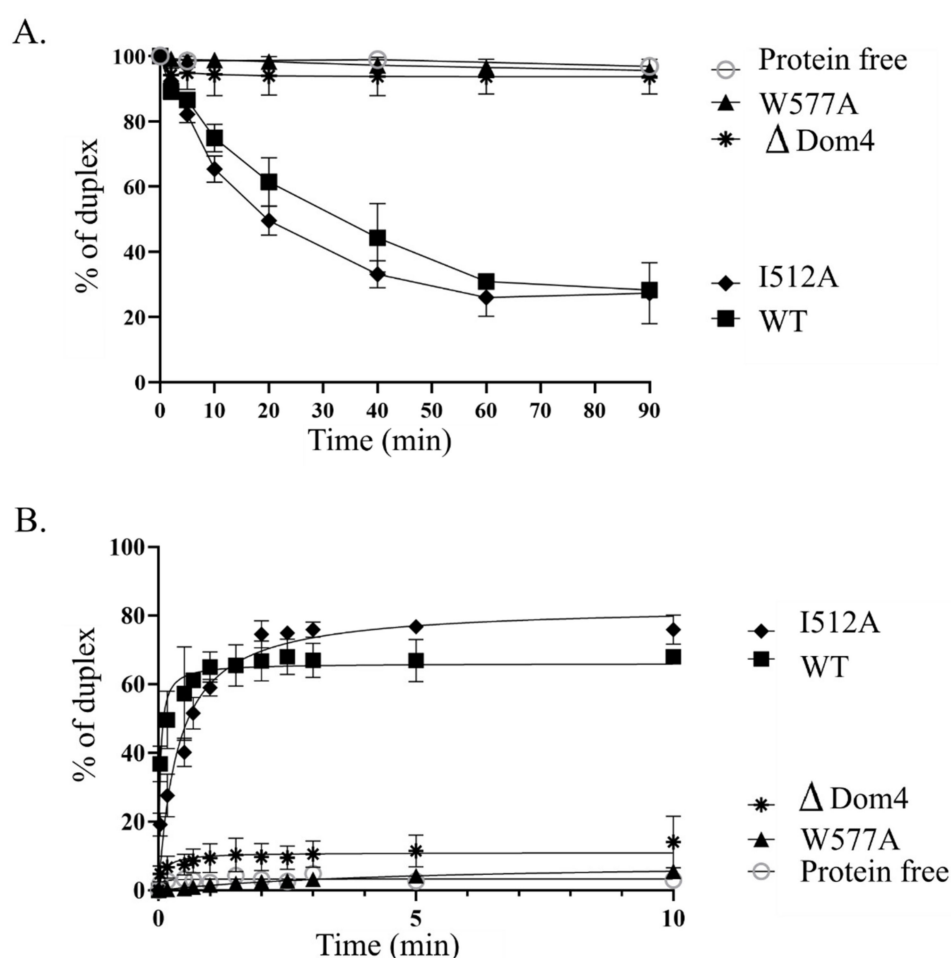 A.
100
80
60
40
20
0
% of duplex
0 10 20 30 40 50 60 70 80 90
Time (min)
Protein free
W577A
Δ Dom4
I512A
WT
B.
100
80
60
40
20
0
% of duplex
0 5 10
Time (min)
I512A
WT
Δ Dom4
W577A
Protein free